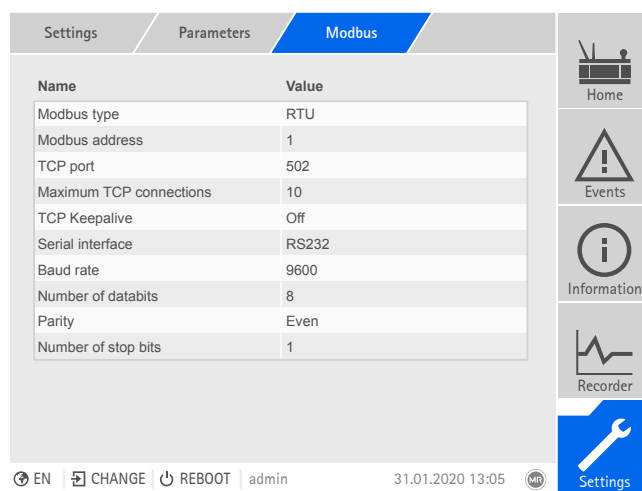 Settings
Parameters
Modbus
Name Value
Modbus type RTU
Modbus address 1
TCP port 502
Maximum TCP connections 10
TCP Keepalive Off
Serial interface RS232
Baud rate 9600
Number of databits 8
Parity Even
Number of stop bits 1
Home
Events
Information
Recorder
Settings
EN CHANGE REBOOT admin 31.01.2020 13:05 MR